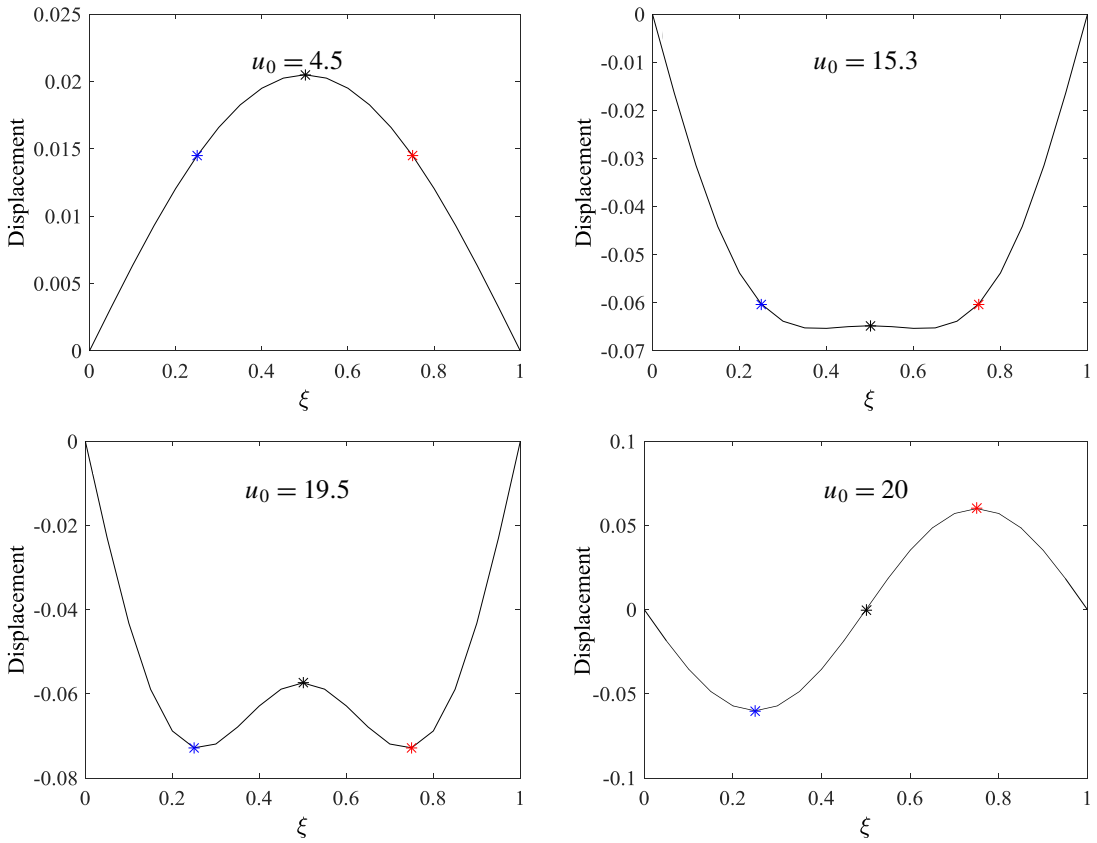 u₀ = 4.5
Displacement
0.025
0.02
0.015
0.01
0.005
0
0 0.2 0.4 0.6 0.8 1
ξ
u₀ = 15.3
Displacement
0
-0.01
-0.02
-0.03
-0.04
-0.05
-0.06
-0.07
0 0.2 0.4 0.6 0.8 1
ξ
u₀ = 19.5
Displacement
0
-0.02
-0.04
-0.06
-0.08
0 0.2 0.4 0.6 0.8 1
ξ
u₀ = 20
Displacement
0.1
0.05
0
-0.05
-0.1
0 0.2 0.4 0.6 0.8 1
ξ